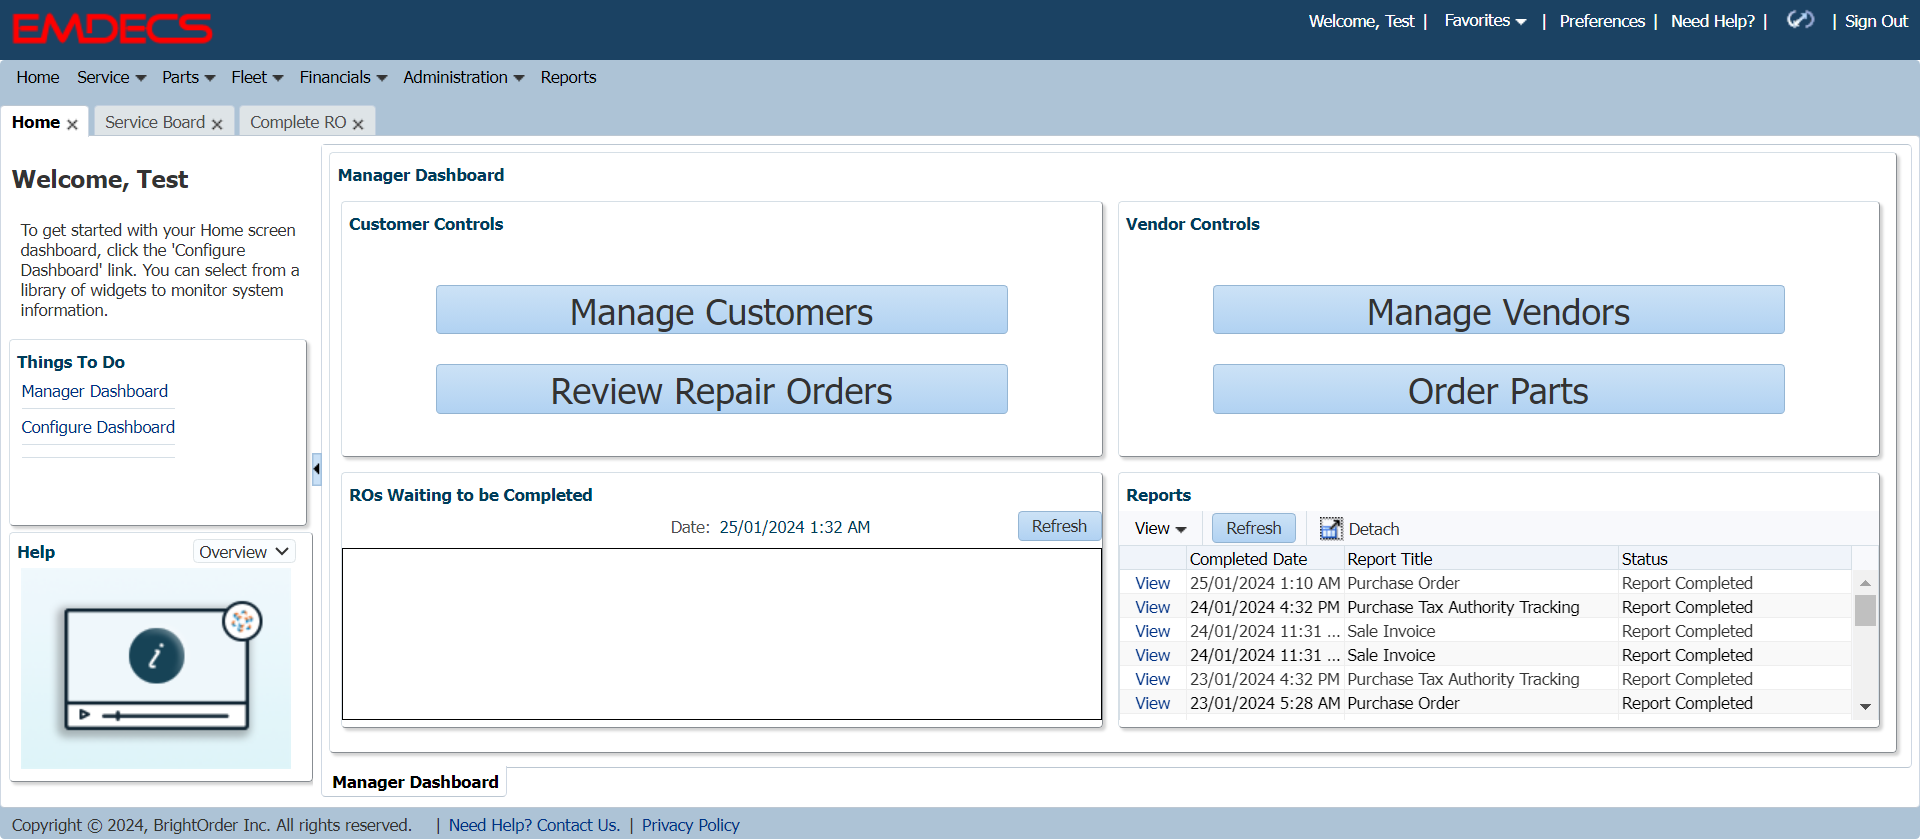 EMDECS
Welcome, Test | Favorites | Preferences | Need Help? | | Sign Out
Home Service Parts Fleet Financials Administration Reports
Home Service Board Complete RO
Welcome, Test
To get started with your Home screen
dashboard, click the 'Configure
Dashboard' link. You can select from a
library of widgets to monitor system
information.
Things To Do
Manager Dashboard
Configure Dashboard
Help Overview
i
Manager Dashboard
Customer Controls
Manage Customers
Review Repair Orders
Vendor Controls
Manage Vendors
Order Parts
ROs Waiting to be Completed
Date: 25/01/2024 1:32 AM Refresh
Reports
View Refresh Detach
Completed Date Report Title Status
View 25/01/2024 1:10 AM Purchase Order Report Completed
View 24/01/2024 4:32 PM Purchase Tax Authority Tracking Report Completed
View 24/01/2024 11:31 ... Sale Invoice Report Completed
View 24/01/2024 11:31 ... Sale Invoice Report Completed
View 23/01/2024 4:32 PM Purchase Tax Authority Tracking Report Completed
View 23/01/2024 5:28 AM Purchase Order Report Completed
Manager Dashboard
Copyright © 2024, BrightOrder Inc. All rights reserved. | Need Help? Contact Us. | Privacy Policy